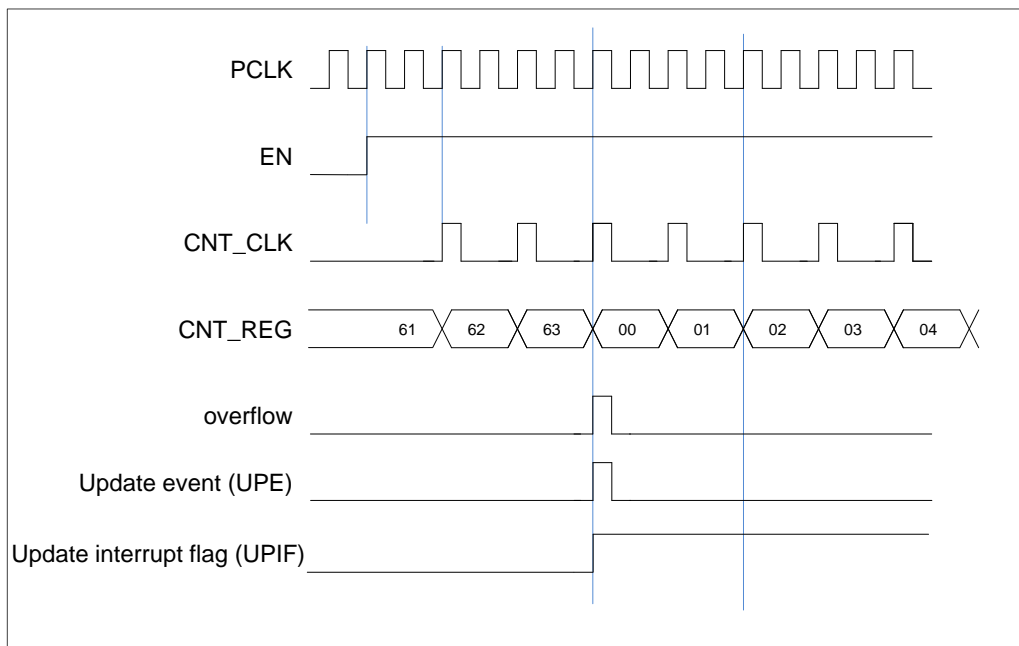 PCLK
EN
CNT_CLK
CNT_REG 61 62 63 00 01 02 03 04
overflow
Update event (UPE)
Update interrupt flag (UPIF)